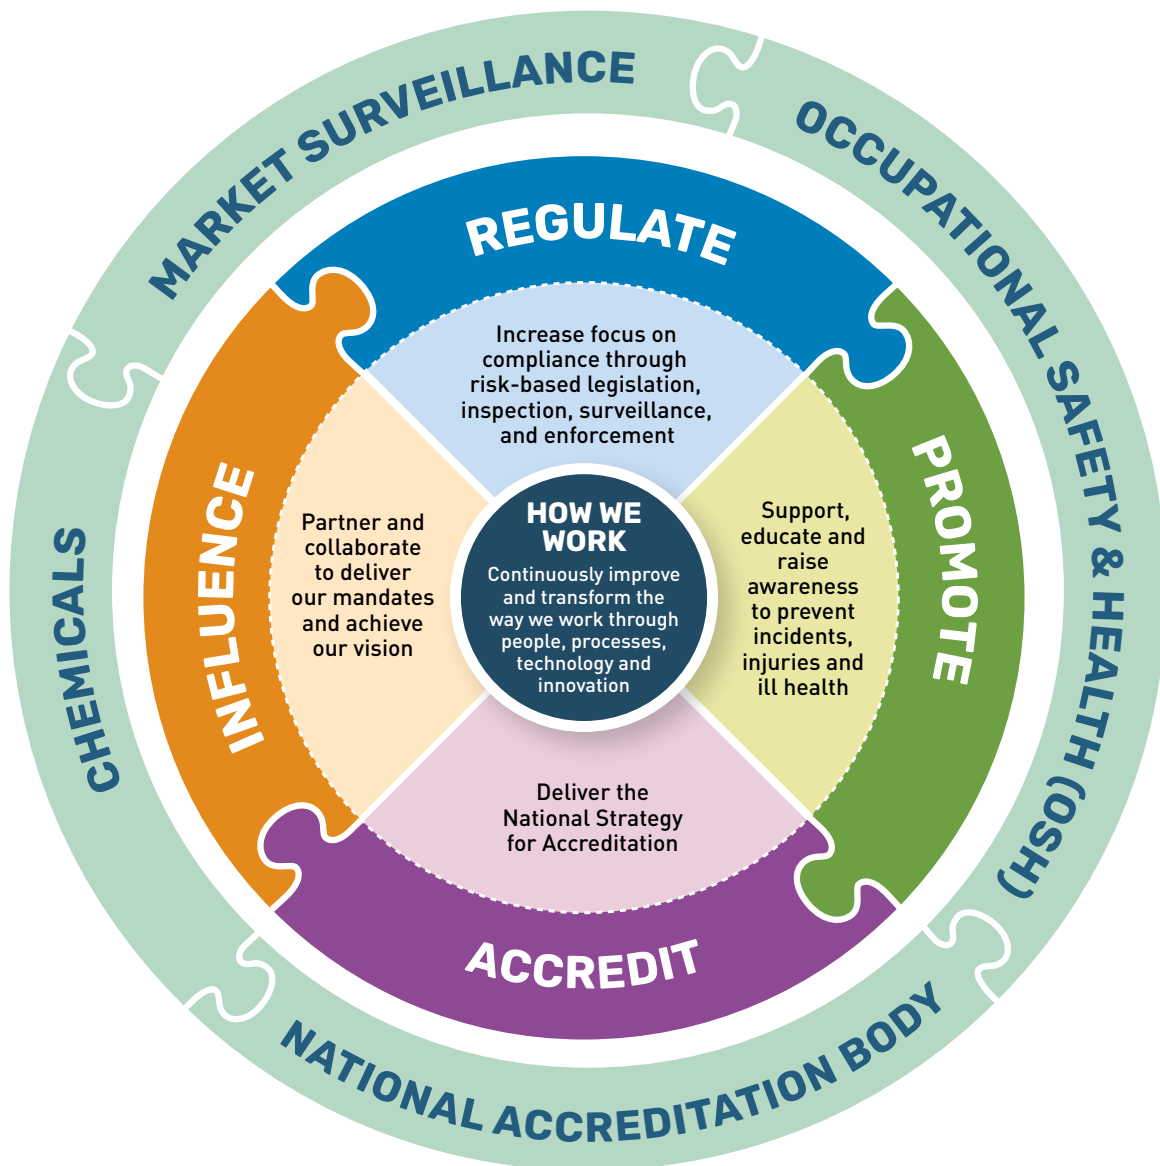 MARKET SURVEILLANCE
OCCUPATIONAL SAFETY & HEALTH (OSH)
NATIONAL ACCREDITATION BODY
CHEMICALS
REGULATE
Increase focus on
compliance through
risk-based legislation,
inspection, surveillance,
and enforcement
PROMOTE
Support,
educate and
raise
awareness
to prevent
incidents,
injuries and
ill health
ACCREDIT
Deliver the
National Strategy
for Accreditation
INFLUENCE
Partner and
collaborate
to deliver
our mandates
and achieve
our vision
HOW WE
WORK
Continuously improve
and transform the
way we work through
people, processes,
technology and
innovation